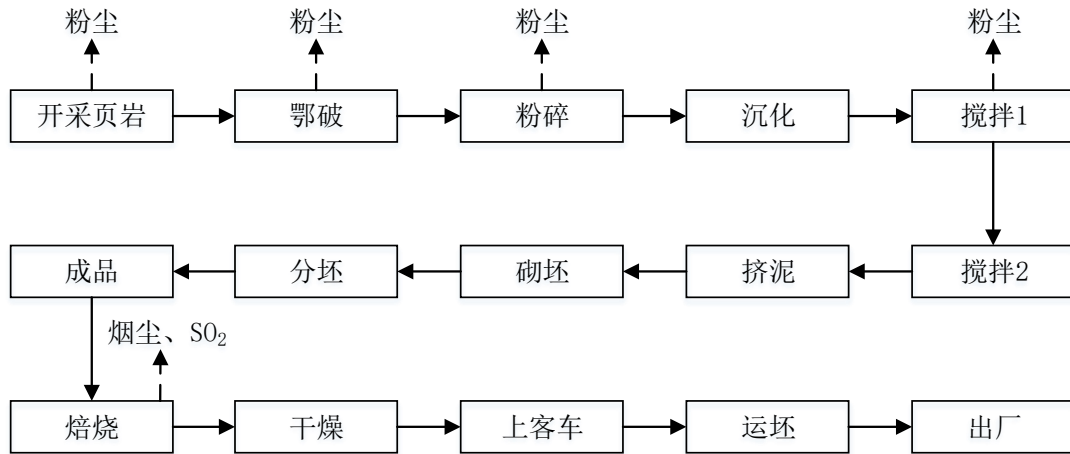 粉尘 粉尘 粉尘 粉尘
开采页岩 鄂破 粉碎 沉化 搅拌1
成品 分坯 砌坯 挤泥 搅拌2
烟尘、SO₂
焙烧 干燥 上客车 运坯 出厂